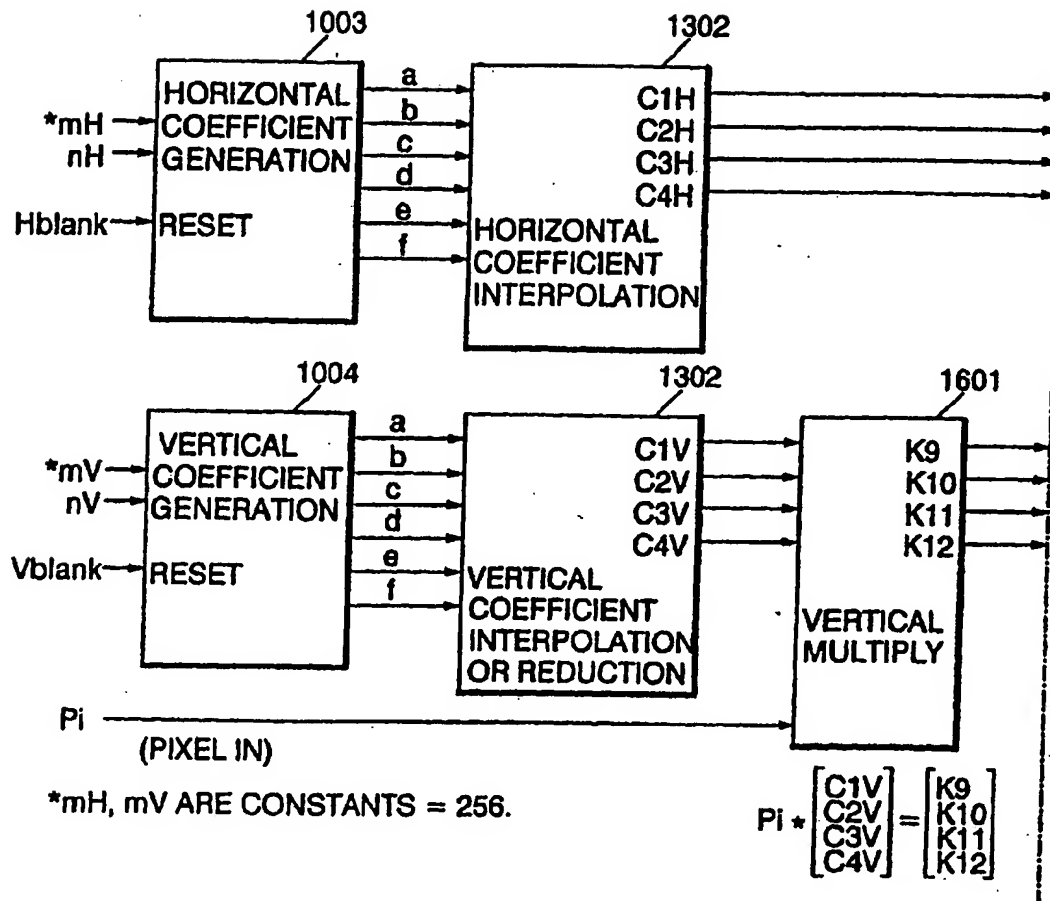 1003
1302
HORIZONTAL
COEFFICIENT
GENERATION
RESET
*mH
nH
Hblank
a
b
c
d
e
f
C1H
C2H
C3H
C4H
HORIZONTAL
COEFFICIENT
INTERPOLATION
1004
1302
1601
VERTICAL
COEFFICIENT
GENERATION
RESET
*mV
nV
Vblank
a
b
c
d
e
f
C1V
C2V
C3V
C4V
VERTICAL
COEFFICIENT
INTERPOLATION
OR REDUCTION
K9
K10
K11
K12
VERTICAL
MULTIPLY
Pi
(PIXEL IN)
*mH, mV ARE CONSTANTS = 256.
Pi * [C1V] = [K9]
[C2V] [K10]
[C3V] [K11]
[C4V] [K12]